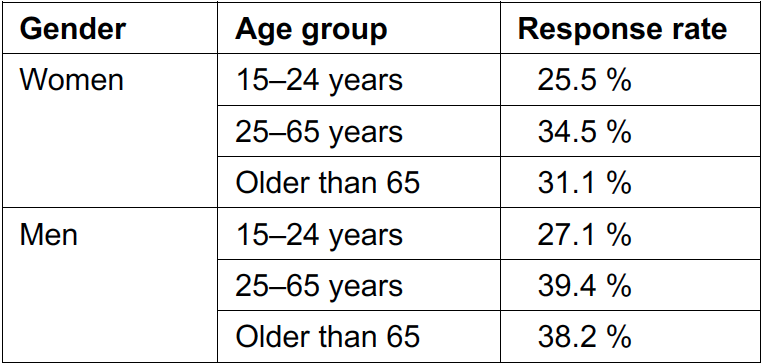 Gender Age group Response rate
Women 15–24 years 25.5 %
25–65 years 34.5 %
Older than 65 31.1 %
Men 15–24 years 27.1 %
25–65 years 39.4 %
Older than 65 38.2 %